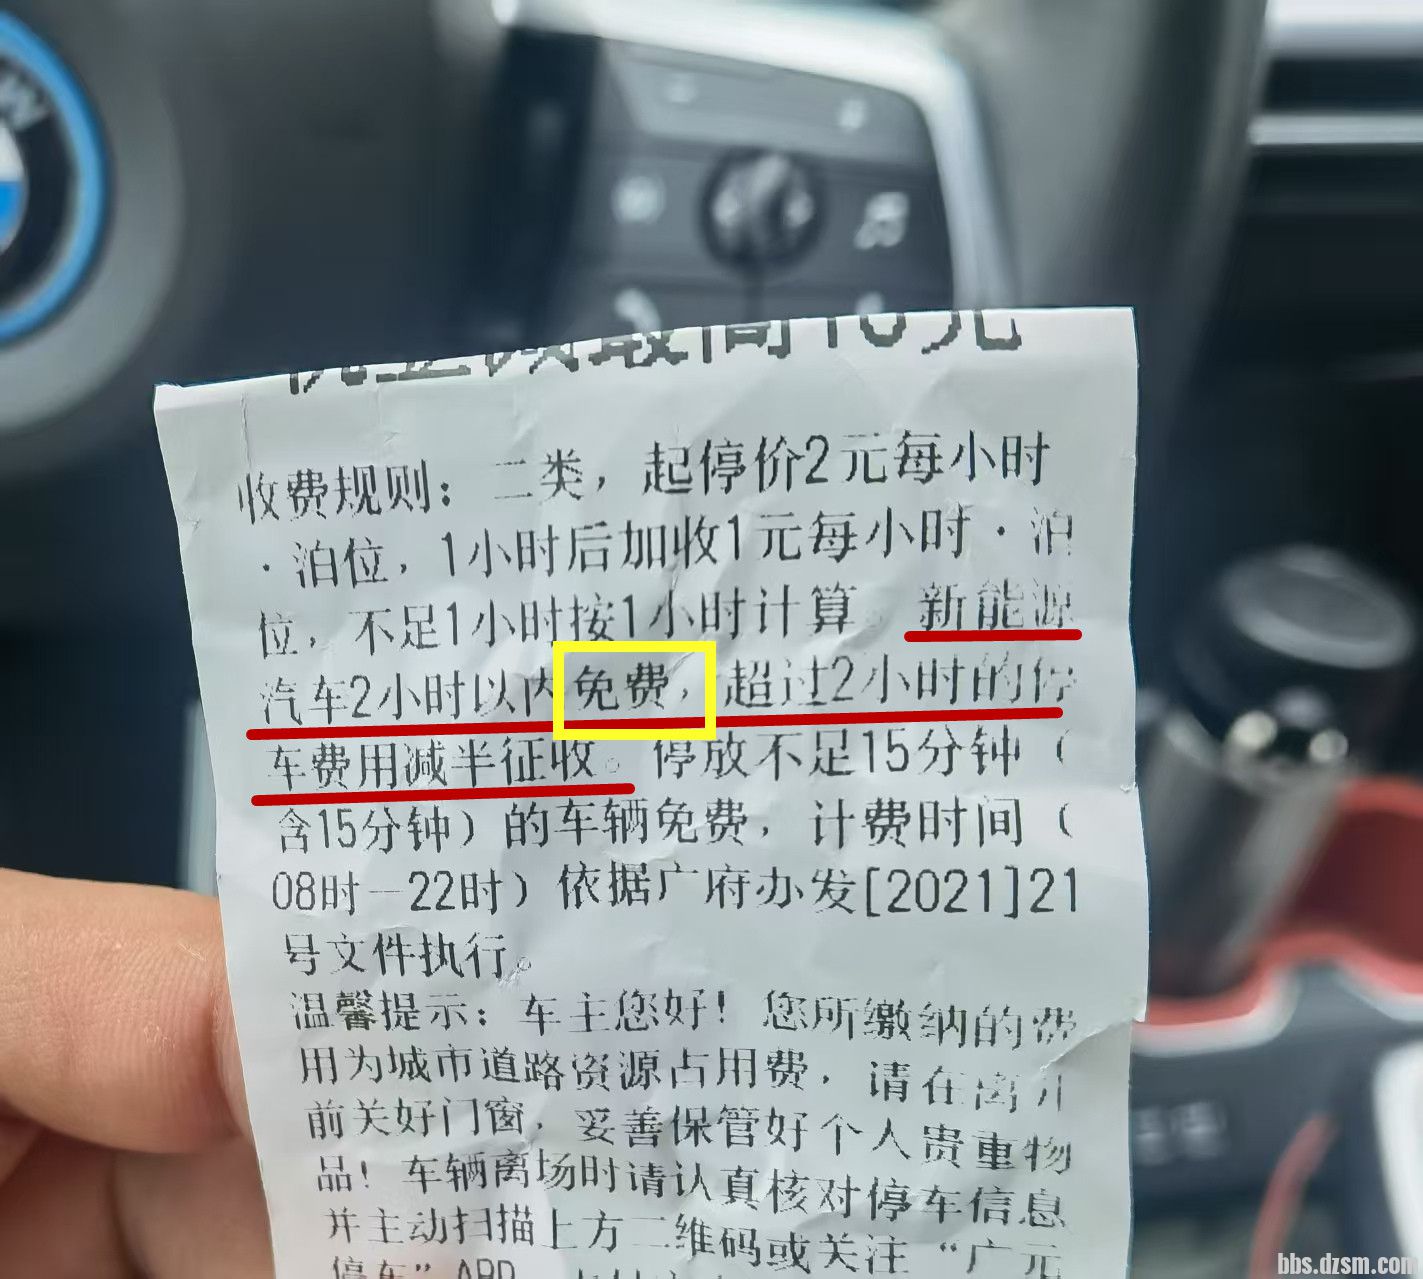 最高10元
收费规则：二类，起停价2元每小时
·泊位，1小时后加收1元每小时·泊
位，不足1小时按1小时计算。新能源
汽车2小时以内免费，超过2小时的停
车费用减半征收。停放不足15分钟（
含15分钟）的车辆免费，计费时间（
08时—22时）依据广府办发[2021]21
号文件执行。
温馨提示：车主您好！您所缴纳的费
用为城市道路资源占用费，请在离开
前关好门窗，妥善保管好个人贵重物
品！车辆离场时请认真核对停车信息
并主动扫描上方二维码或关注“广元
停车”APP
bbs.dzsm.com